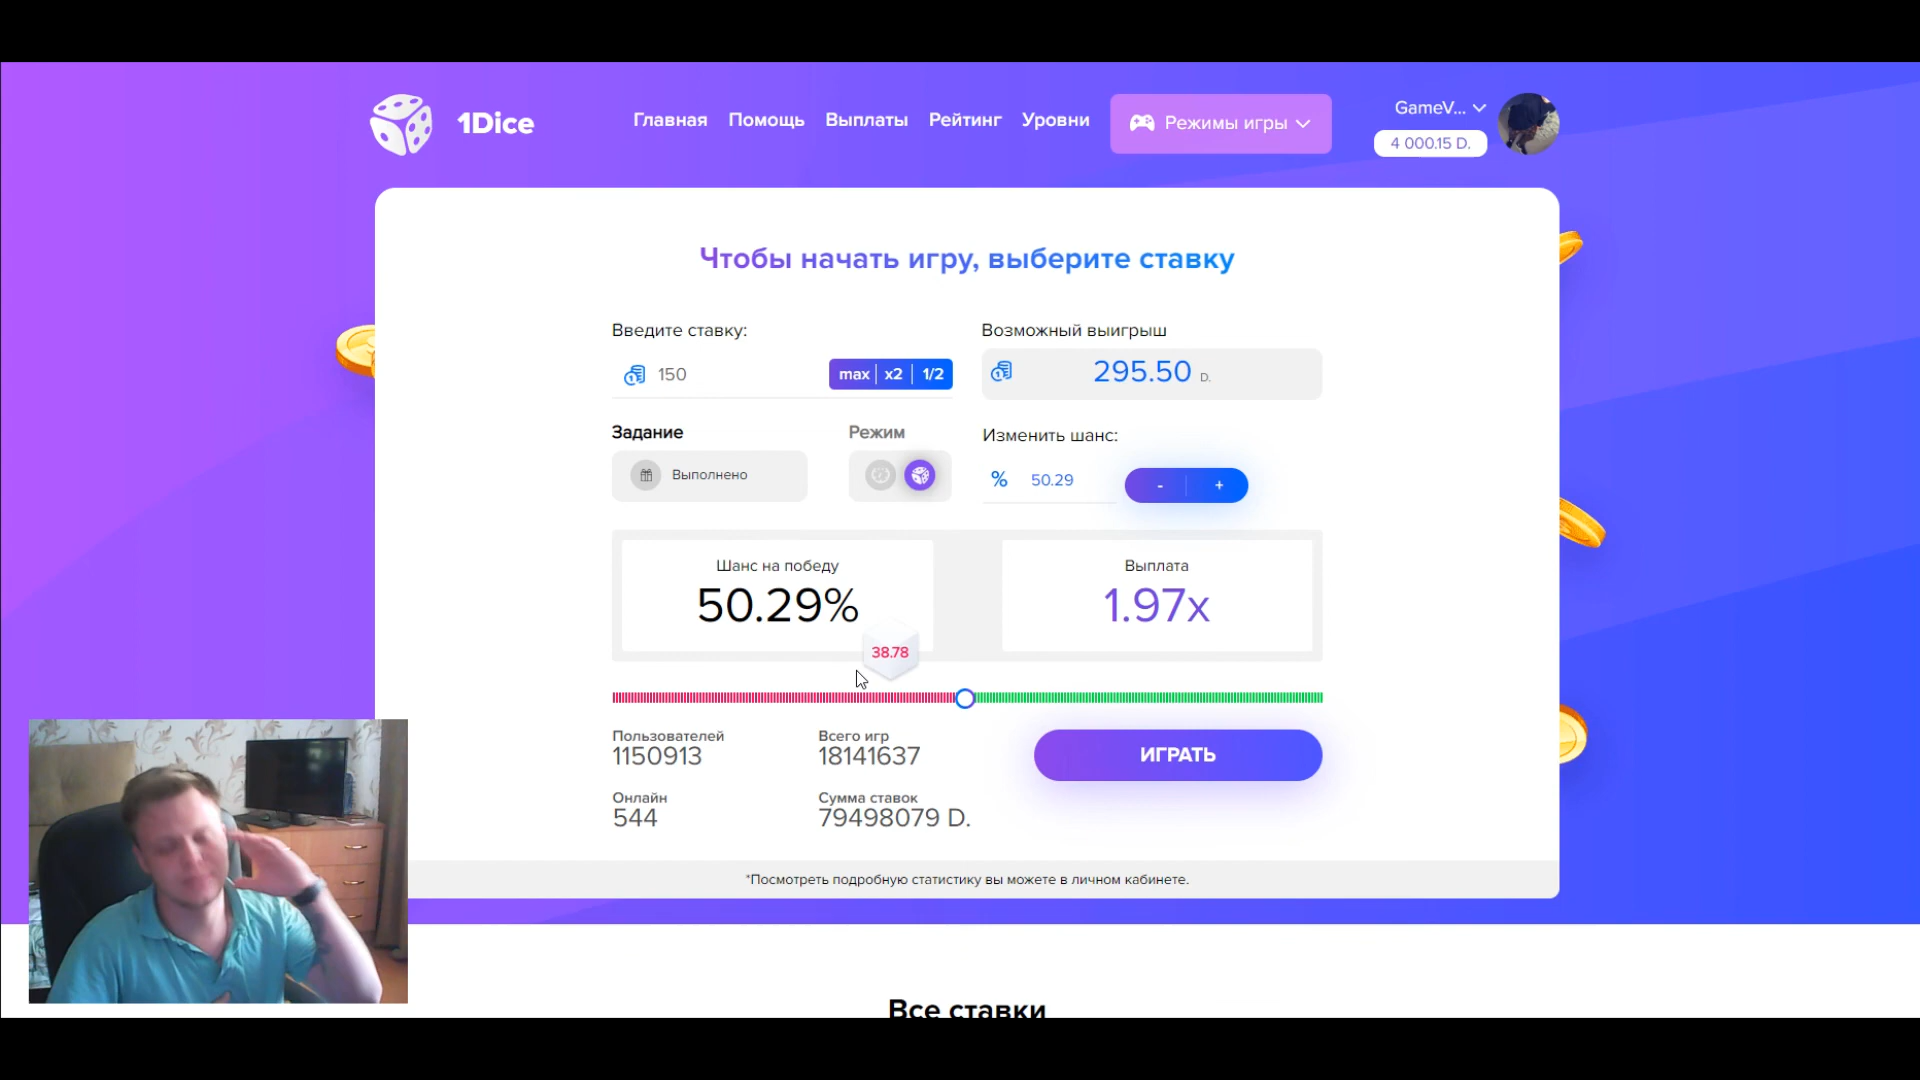 1Dice
Главная Помощь Выплаты Рейтинг Уровни
Режимы игры
GameV...
4 000.15 D.
Чтобы начать игру, выберите ставку
Введите ставку:
150
max x2 1/2
Возможный выигрыш
295.50 D.
Задание
Выполнено
Режим
Изменить шанс:
% 50.29
- +
Шанс на победу
50.29%
Выплата
1.97x
38.78
Пользователей
1150913
Всего игр
18141637
ИГРАТЬ
Онлайн
544
Сумма ставок
79498079 D.
*Посмотреть подробную статистику вы можете в личном кабинете.
Все ставки